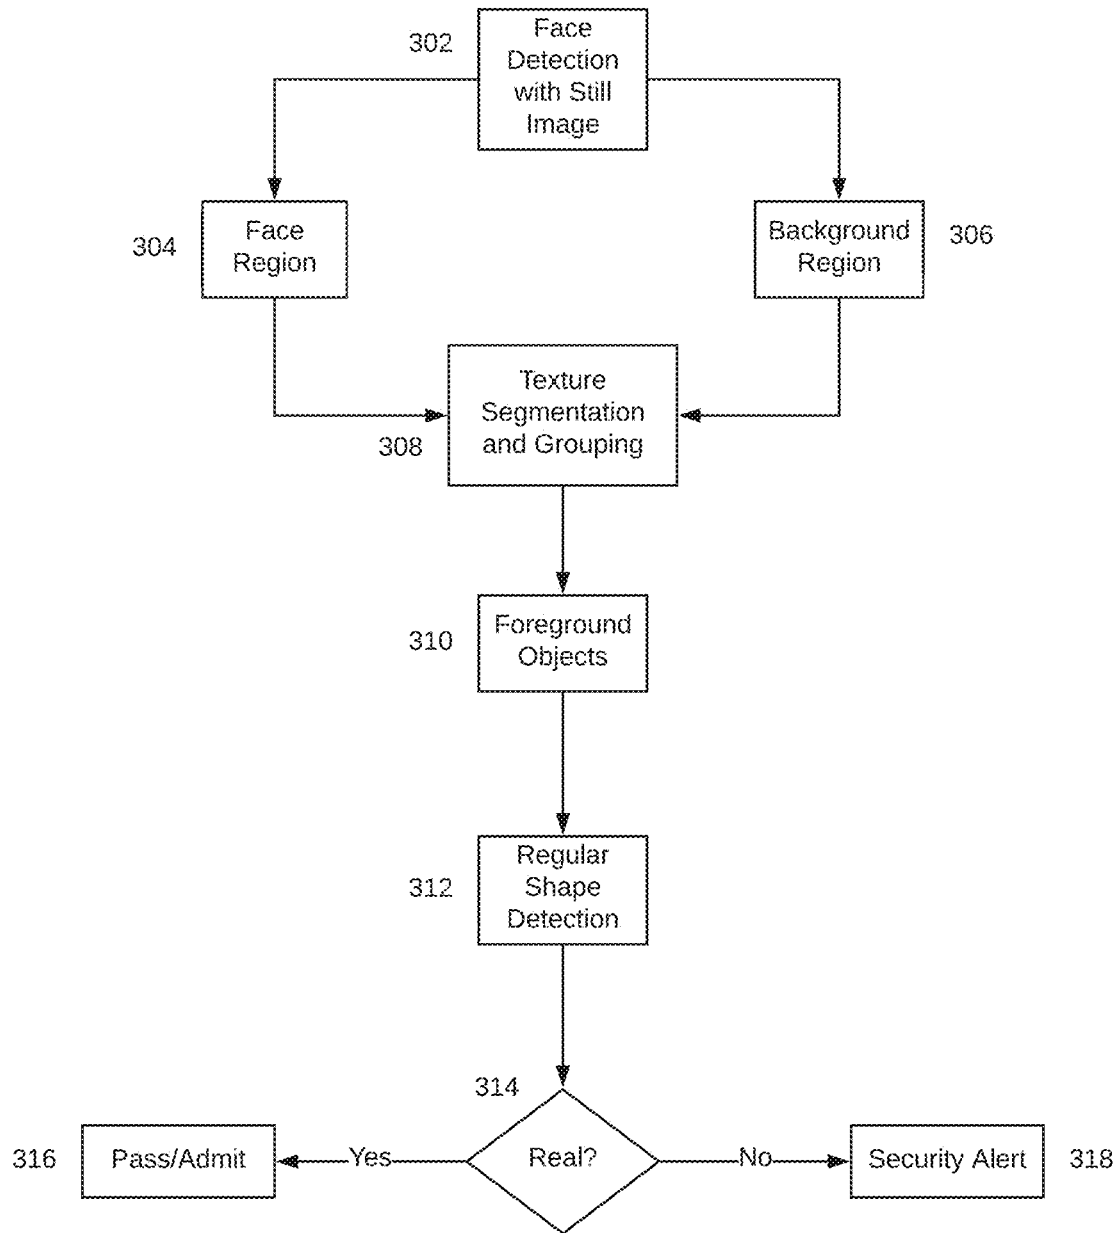 302
Face
Detection
with Still
Image
304
Face
Region
Background
Region
306
Texture
Segmentation
and Grouping
308
310
Foreground
Objects
312
Regular
Shape
Detection
314
316
Pass/Admit
Yes
Real?
No
Security Alert
318